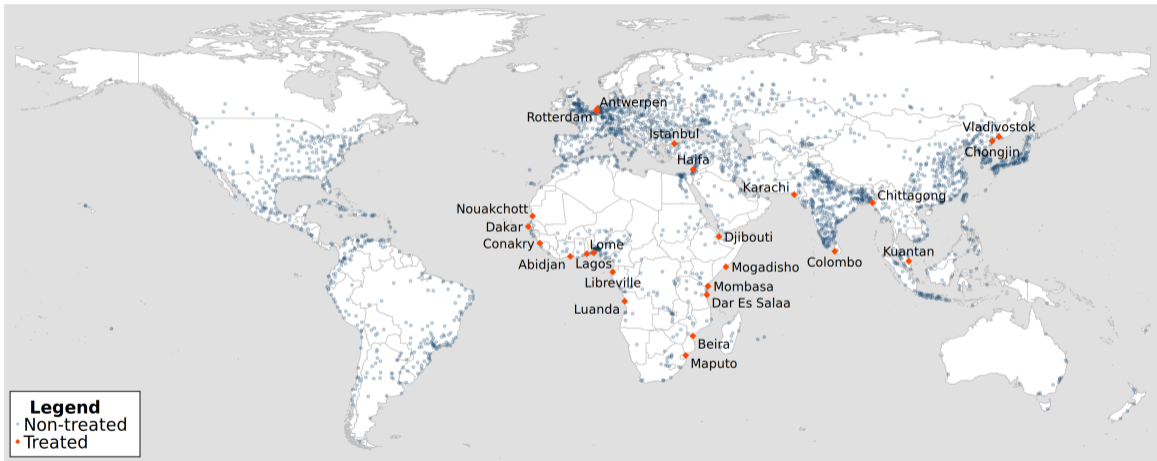 Antwerpen
Rotterdam
Istanbul
Vladivostok
Chongjin
Haifa
Karachi
Chittagong
Nouakchott
Dakar
Conakry
Lome
Djibouti
Abidjan
Lagos
Colombo
Kuantan
Mogadisho
Libreville
Mombasa
Dar Es Salaa
Luanda
Beira
Maputo
Legend
Non-treated
Treated